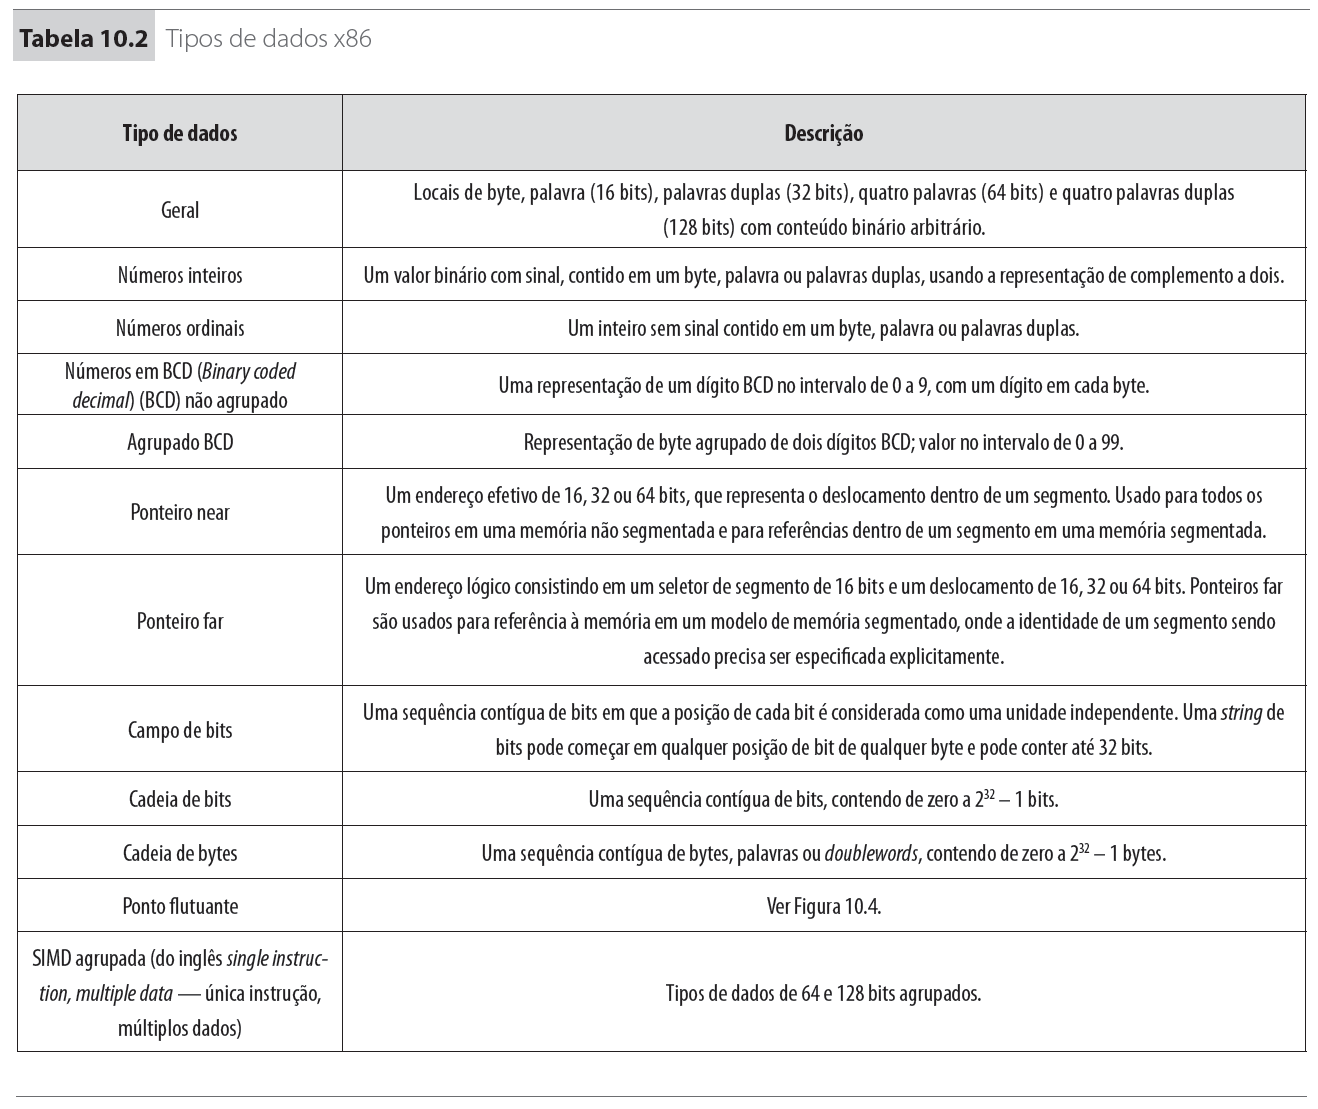 Tabela 10.2 Tipos de dados x86
Tipo de dados
Descrição
Geral
Locais de byte, palavra (16 bits), palavras duplas (32 bits), quatro palavras (64 bits) e quatro palavras duplas
(128 bits) com conteúdo binário arbitrário.
Números inteiros
Um valor binário com sinal, contido em um byte, palavra ou palavras duplas, usando a representação de complemento a dois.
Números ordinais
Um inteiro sem sinal contido em um byte, palavra ou palavras duplas.
Números em BCD (Binary coded
decimal) (BCD) não agrupado
Uma representação de um dígito BCD no intervalo de 0 a 9, com um dígito em cada byte.
Agrupado BCD
Representação de byte agrupado de dois dígitos BCD; valor no intervalo de 0 a 99.
Ponteiro near
Um endereço efetivo de 16, 32 ou 64 bits, que representa o deslocamento dentro de um segmento. Usado para todos os
ponteiros em uma memória não segmentada e para referências dentro de um segmento em uma memória segmentada.
Ponteiro far
Um endereço lógico consistindo em um seletor de segmento de 16 bits e um deslocamento de 16, 32 ou 64 bits. Ponteiros far
são usados para referência à memória em um modelo de memória segmentado, onde a identidade de um segmento sendo
acessado precisa ser especificada explicitamente.
Campo de bits
Uma sequência contígua de bits em que a posição de cada bit é considerada como uma unidade independente. Uma string de
bits pode começar em qualquer posição de bit de qualquer byte e pode conter até 32 bits.
Cadeia de bits
Uma sequência contígua de bits, contendo de zero a 2³² – 1 bits.
Cadeia de bytes
Uma sequência contígua de bytes, palavras ou doublewords, contendo de zero a 2³² – 1 bytes.
Ponto flutuante
Ver Figura 10.4.
SIMD agrupada (do inglês single instruc-
tion, multiple data — única instrução,
múltiplos dados)
Tipos de dados de 64 e 128 bits agrupados.